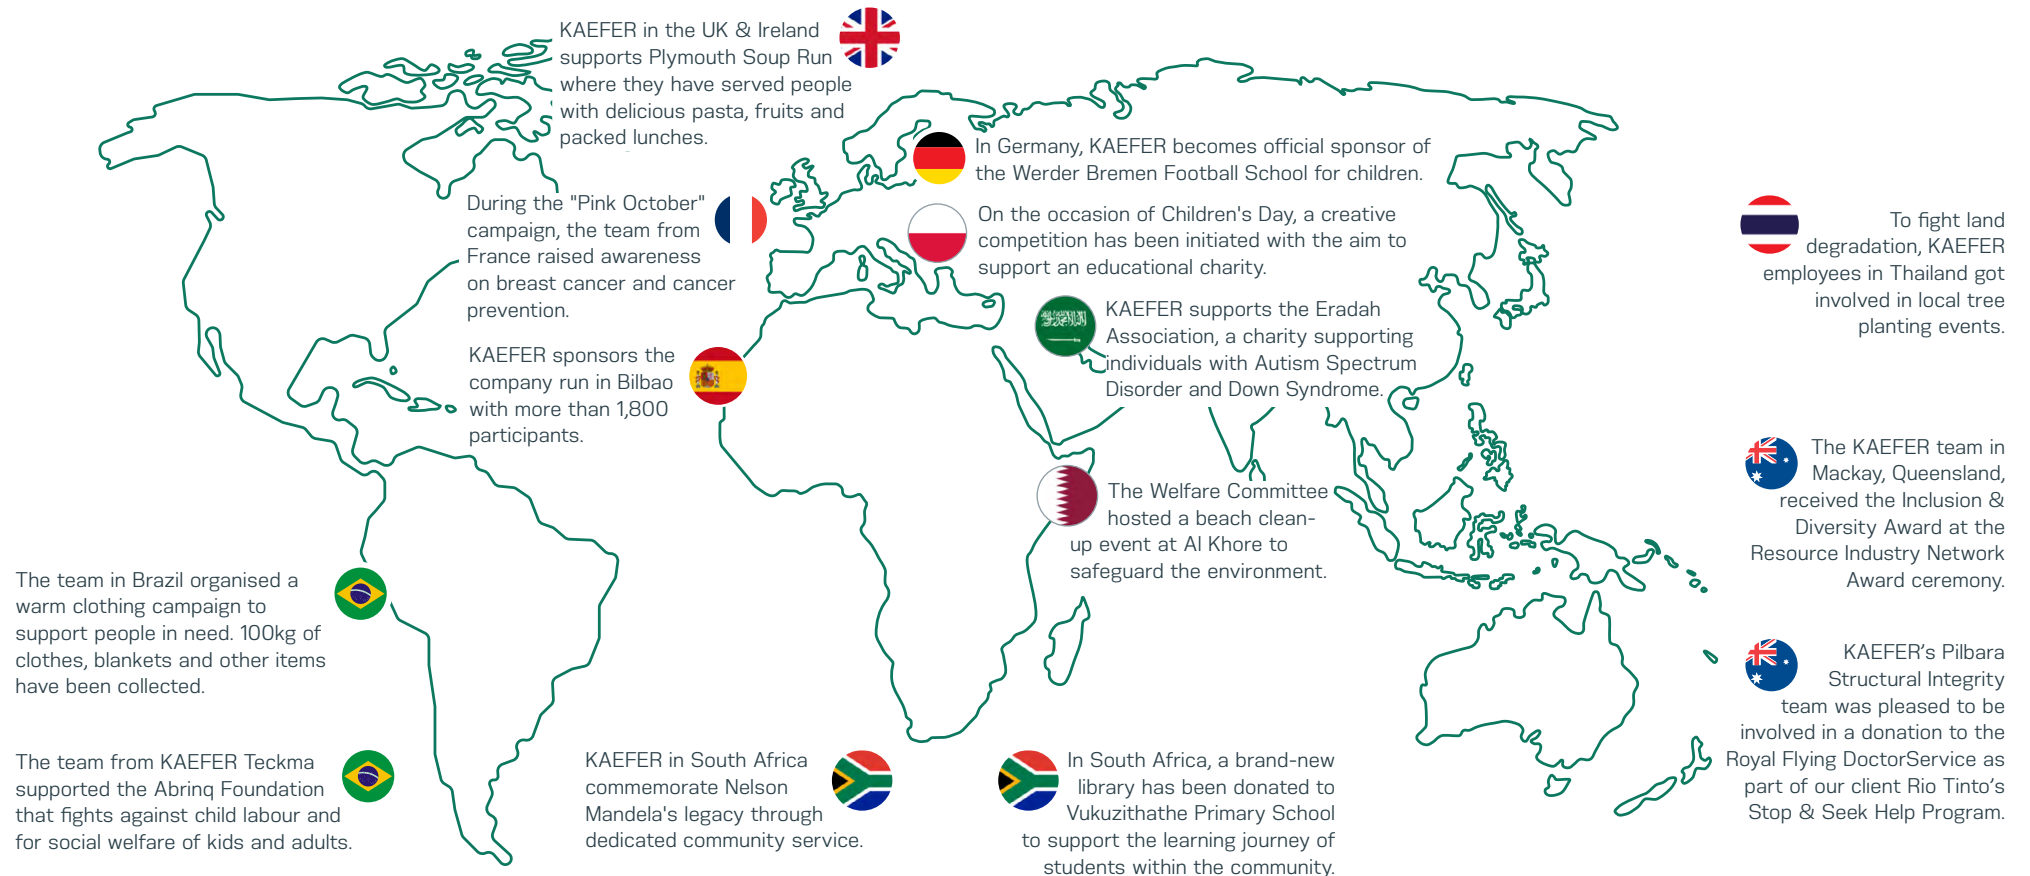 KAEFER in the UK & Ireland
supports Plymouth Soup Run
where they have served people
with delicious pasta, fruits and
packed lunches.
In Germany, KAEFER becomes official sponsor of
the Werder Bremen Football School for children.
During the "Pink October"
campaign, the team from
France raised awareness
on breast cancer and cancer
prevention.
On the occasion of Children's Day, a creative
competition has been initiated with the aim to
support an educational charity.
To fight land
degradation, KAEFER
employees in Thailand got
involved in local tree
planting events.
KAEFER supports the Eradah
Association, a charity supporting
individuals with Autism Spectrum
Disorder and Down Syndrome.
KAEFER sponsors the
company run in Bilbao
with more than 1,800
participants.
The KAEFER team in
Mackay, Queensland,
received the Inclusion &
Diversity Award at the
Resource Industry Network
Award ceremony.
The Welfare Committee
hosted a beach clean-
up event at Al Khore to
safeguard the environment.
The team in Brazil organised a
warm clothing campaign to
support people in need. 100kg of
clothes, blankets and other items
have been collected.
KAEFER’s Pilbara
Structural Integrity
team was pleased to be
involved in a donation to the
Royal Flying DoctorService as
part of our client Rio Tinto’s
Stop & Seek Help Program.
The team from KAEFER Teckma
supported the Abrinq Foundation
that fights against child labour and
for social welfare of kids and adults.
KAEFER in South Africa
commemorate Nelson
Mandela's legacy through
dedicated community service.
In South Africa, a brand-new
library has been donated to
Vukuzithathe Primary School
to support the learning journey of
students within the community.